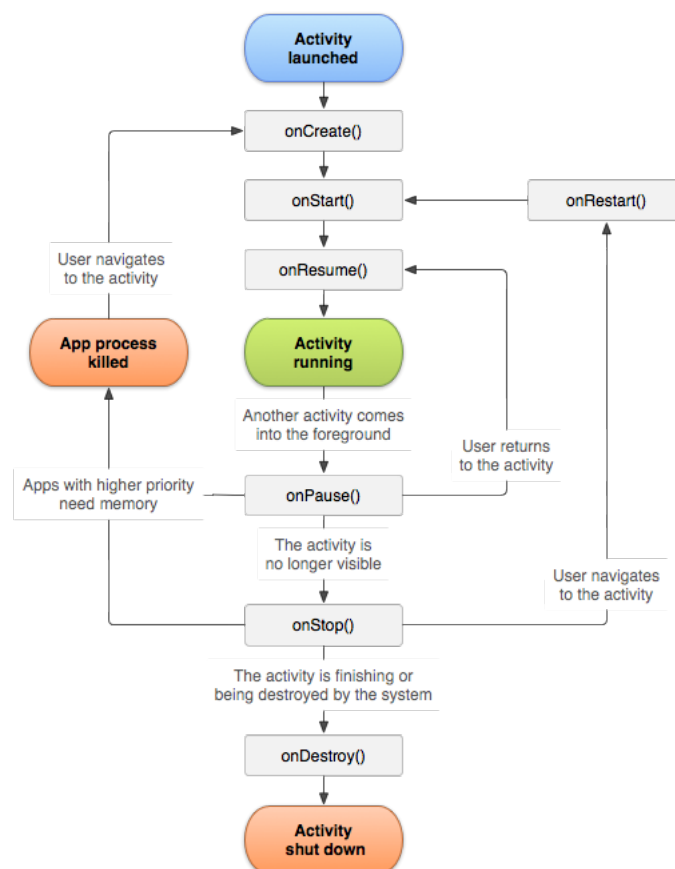 Activity
launched
onCreate()
onStart()
onRestart()
User navigates
to the activity
onResume()
App process
killed
Activity
running
Another activity comes
into the foreground
User returns
to the activity
Apps with higher priority
need memory
onPause()
The activity is
no longer visible
User navigates
to the activity
onStop()
The activity is finishing or
being destroyed by the system
onDestroy()
Activity
shut down